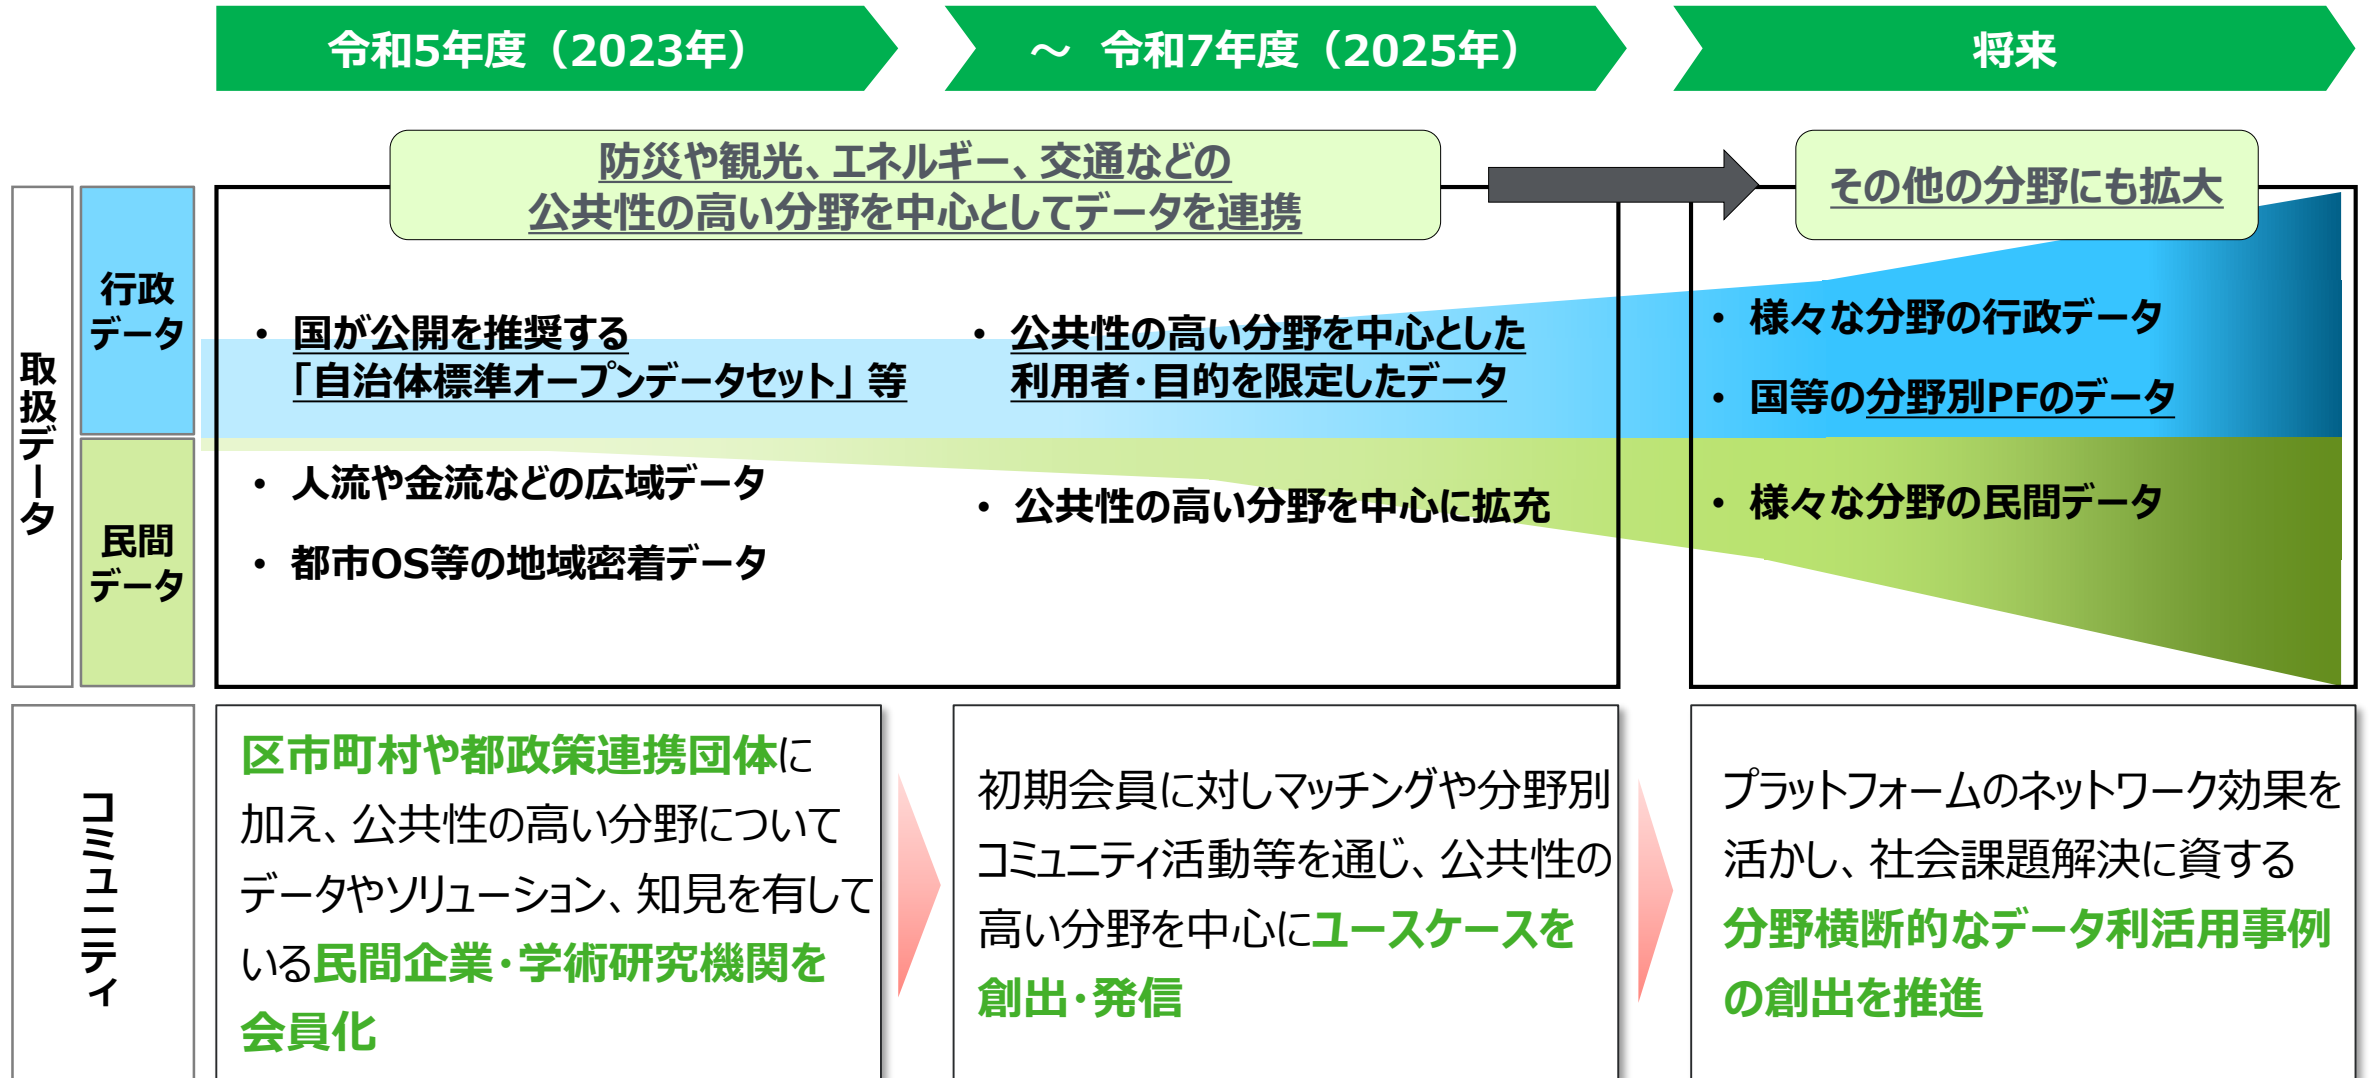 令和5年度（2023年）
～ 令和7年度（2025年）
将来
防災や観光、エネルギー、交通などの
公共性の高い分野を中心としてデータを連携
その他の分野にも拡大
取扱データ
行政
データ
・ 国が公開を推奨する
「自治体標準オープンデータセット」等
・ 公共性の高い分野を中心とした
利用者・目的を限定したデータ
・ 様々な分野の行政データ
・ 国等の分野別PFのデータ
民間
データ
・ 人流や金流などの広域データ
・ 都市OS等の地域密着データ
・ 公共性の高い分野を中心に拡充
・ 様々な分野の民間データ
コミュニティ
区市町村や都政策連携団体に
加え、公共性の高い分野について
データやソリューション、知見を有して
いる民間企業・学術研究機関を
会員化
初期会員に対しマッチングや分野別
コミュニティ活動等を通じ、公共性の
高い分野を中心にユースケースを
創出・発信
プラットフォームのネットワーク効果を
活かし、社会課題解決に資する
分野横断的なデータ利活用事例
の創出を推進